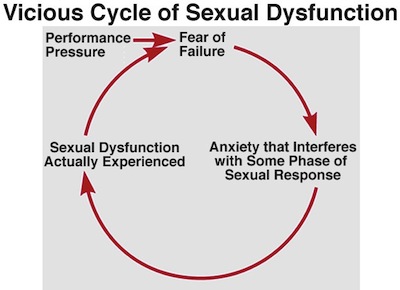 Vicious Cycle of Sexual Dysfunction
Performance
Pressure
Fear of
Failure
Anxiety that Interferes
with Some Phase of
Sexual Response
Sexual Dysfunction
Actually Experienced